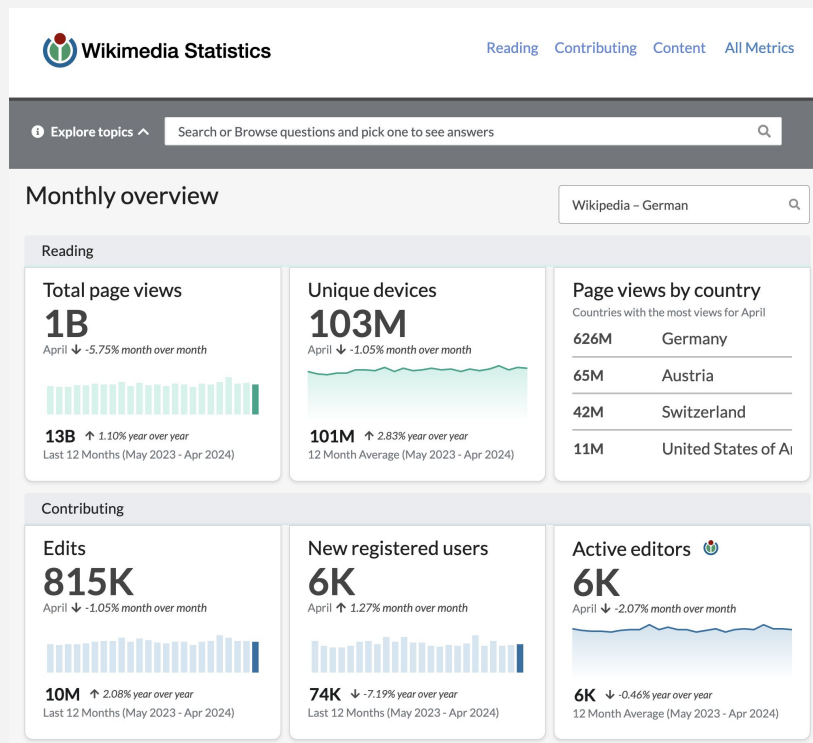 Wikimedia Statistics
Reading Contributing Content All Metrics
Explore topics Search or Browse questions and pick one to see answers
Monthly overview
Wikipedia – German
Reading
Total page views
1B
April ↓ -5.75% month over month
13B ↑ 1.10% year over year
Last 12 Months (May 2023 - Apr 2024)
Unique devices
103M
April ↓ -1.05% month over month
101M ↑ 2.83% year over year
12 Month Average (May 2023 - Apr 2024)
Page views by country
Countries with the most views for April
626M Germany
65M Austria
42M Switzerland
11M United States of
Contributing
Edits
815K
April ↓ -1.05% month over month
10M ↑ 2.08% year over year
Last 12 Months (May 2023 - Apr 2024)
New registered users
6K
April ↑ 1.27% month over month
74K ↓ -7.19% year over year
Last 12 Months (May 2023 - Apr 2024)
Active editors
6K
April ↓ -2.07% month over month
6K ↓ -0.46% year over year
12 Month Average (May 2023 - Apr 2024)